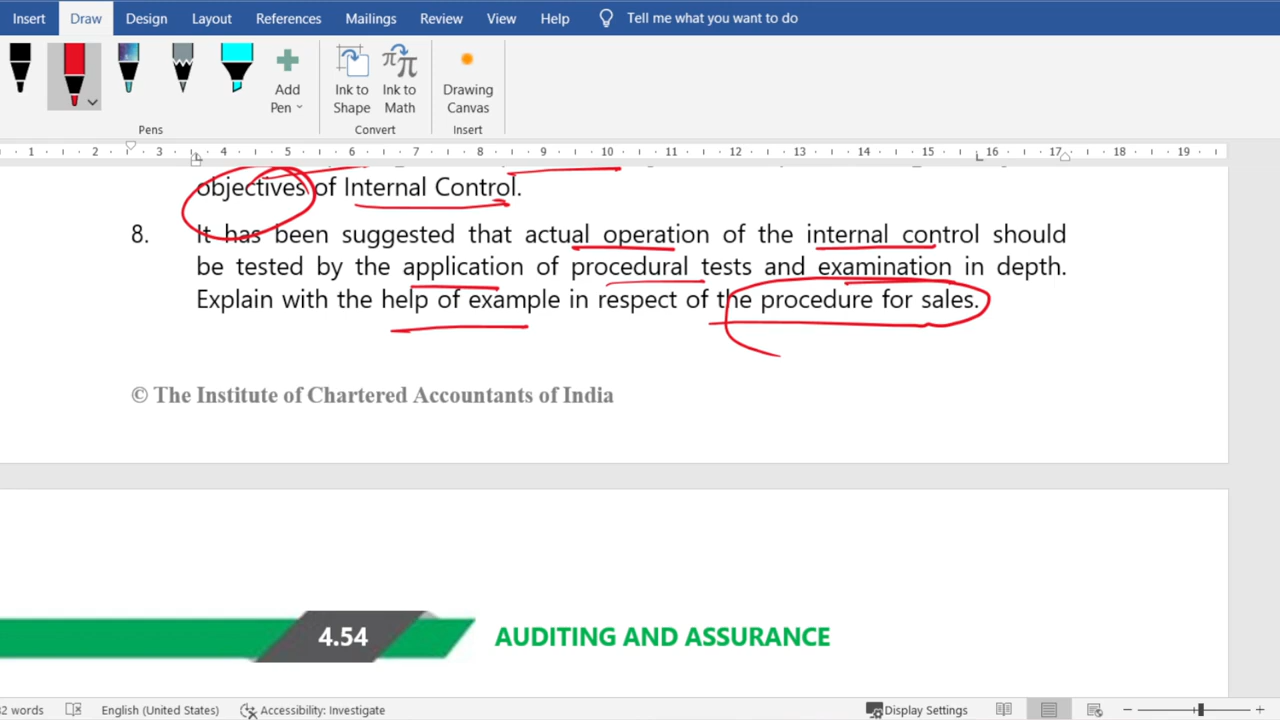 Insert Draw Design Layout References Mailings Review View Help Tell me what you want to do
Add Pen
Ink to Shape
Ink to Math
Drawing Canvas
Pens Convert Insert
1 2 3 4 5 6 7 8 9 10 11 12 13 14 15 16 17 18 19
objectives of Internal Control.
8. It has been suggested that actual operation of the internal control should
be tested by the application of procedural tests and examination in depth.
Explain with the help of example in respect of the procedure for sales.
© The Institute of Chartered Accountants of India
4.54 AUDITING AND ASSURANCE
2 words English (United States) Accessibility: Investigate Display Settings